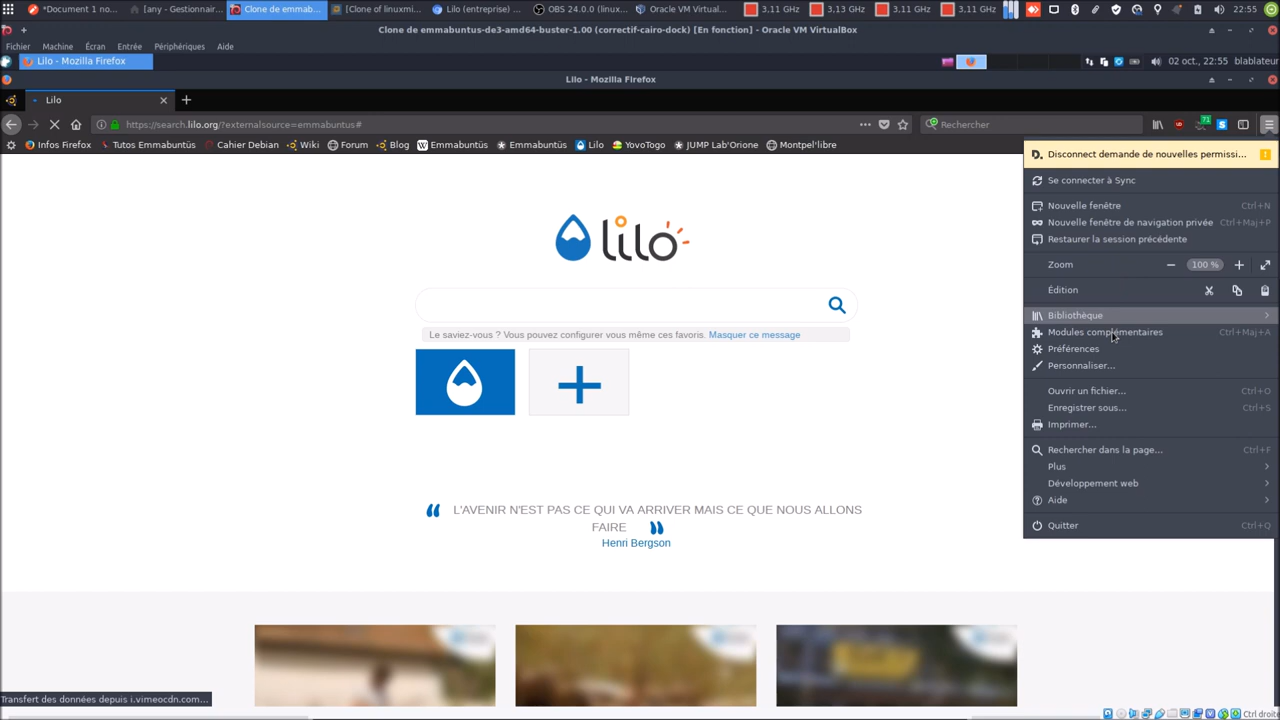 *Document 1 no...
[any - Gestionnair...
Clone de emmab...
[Clone of linuxmi...
Lilo (entreprise) ...
OBS 24.0.0 (linux...
Oracle VM Virtual...
3,11 GHz
3,13 GHz
3,11 GHz
3,11 GHz
22:55
Clone de emmabuntus-de3-amd64-buster-1.00 (correctif-cairo-dock) [En fonction] - Oracle VM VirtualBox
Fichier Machine Écran Entrée Périphériques Aide
Lilo - Mozilla Firefox
02 oct., 22:55 blablateur
Lilo - Mozilla Firefox
Lilo
https://search.lilo.org/?externalsource=emmabuntus#
Rechercher
71
Infos Firefox
Tutos Emmabuntüs
Cahier Debian
Wiki
Forum
Blog
Emmabuntüs
Emmabuntüs
Lilo
YovoTogo
JUMP Lab'Orione
Montpel'libre
Disconnect demande de nouvelles permissi...
Se connecter à Sync
Nouvelle fenêtre Ctrl+N
Nouvelle fenêtre de navigation privée Ctrl+Maj+P
Restaurer la session précédente
Zoom 100 %
Édition
Bibliothèque
Modules complémentaires Ctrl+Maj+A
Préférences
Personnaliser...
Ouvrir un fichier... Ctrl+O
Enregistrer sous... Ctrl+S
Imprimer...
Rechercher dans la page... Ctrl+F
Plus
Développement web
Aide
Quitter Ctrl+Q
lilo
Le saviez-vous ? Vous pouvez configurer vous même ces favoris. Masquer ce message
L'AVENIR N'EST PAS CE QUI VA ARRIVER MAIS CE QUE NOUS ALLONS
FAIRE
Henri Bergson
Transfert des données depuis i.vimeocdn.com...
Ctrl droite